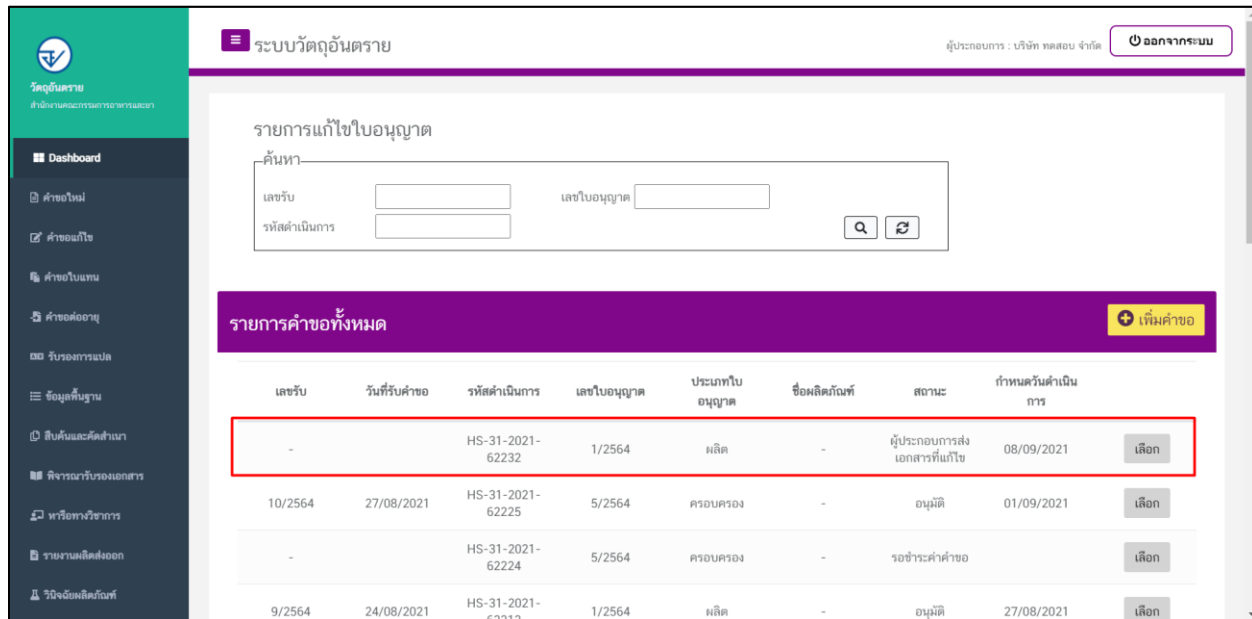 วัตถุอันตราย
สำนักงานคณะกรรมการอาหารและยา
Dashboard
คำขอใหม่
คำขอแก้ไข
คำขอใบแทน
คำขอต่ออายุ
รับรองการแปล
ข้อมูลพื้นฐาน
สืบค้นและคัดสำเนา
พิจารณารับรองเอกสาร
หารือทางวิชาการ
รายงานผลิตส่งออก
วินิจฉัยผลิตภัณฑ์
ระบบวัตถุอันตราย
ผู้ประกอบการ : บริษัท ทดสอบ จำกัด
ออกจากระบบ
รายการแก้ไขใบอนุญาต
ค้นหา
เลขรับ เลขใบอนุญาต
รหัสดำเนินการ
รายการคำขอทั้งหมด
เพิ่มคำขอ
เลขรับ วันที่รับคำขอ รหัสดำเนินการ เลขใบอนุญาต ประเภทใบ ชื่อผลิตภัณฑ์ สถานะ กำหนดวันดำเนิน
อนุญาต การ
- HS-31-2021- 1/2564 ผลิต - ผู้ประกอบการส่ง 08/09/2021 เลือก
62232 เอกสารที่แก้ไข
10/2564 27/08/2021 HS-31-2021- 5/2564 ครอบครอง - อนุมัติ 01/09/2021 เลือก
62225
- HS-31-2021- 5/2564 ครอบครอง - รอชำระค่าคำขอ เลือก
62224
9/2564 24/08/2021 HS-31-2021- 1/2564 ผลิต - อนุมัติ 27/08/2021 เลือก